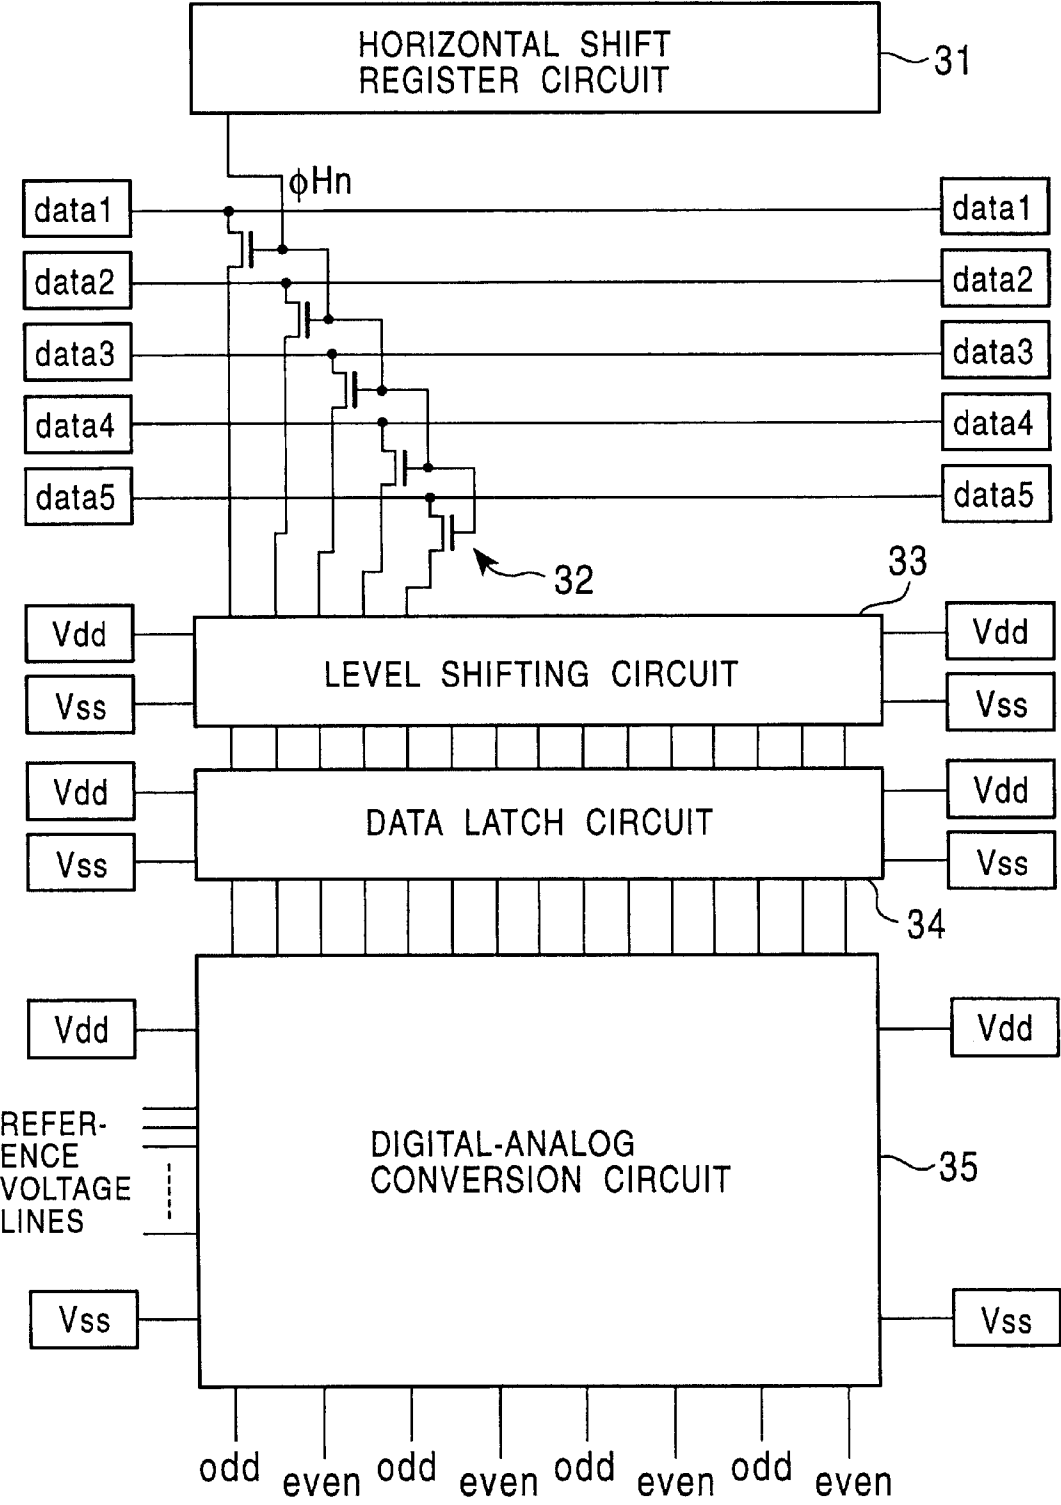 HORIZONTAL SHIFT
REGISTER CIRCUIT
31
ϕHn
data1
data1
data2
data2
data3
data3
data4
data4
data5
data5
32
33
Vdd
Vdd
LEVEL SHIFTING CIRCUIT
Vss
Vss
Vdd
Vdd
DATA LATCH CIRCUIT
Vss
Vss
34
Vdd
Vdd
REFER-
ENCE
VOLTAGE
LINES
DIGITAL-ANALOG
CONVERSION CIRCUIT
35
Vss
Vss
odd even odd even odd even odd even